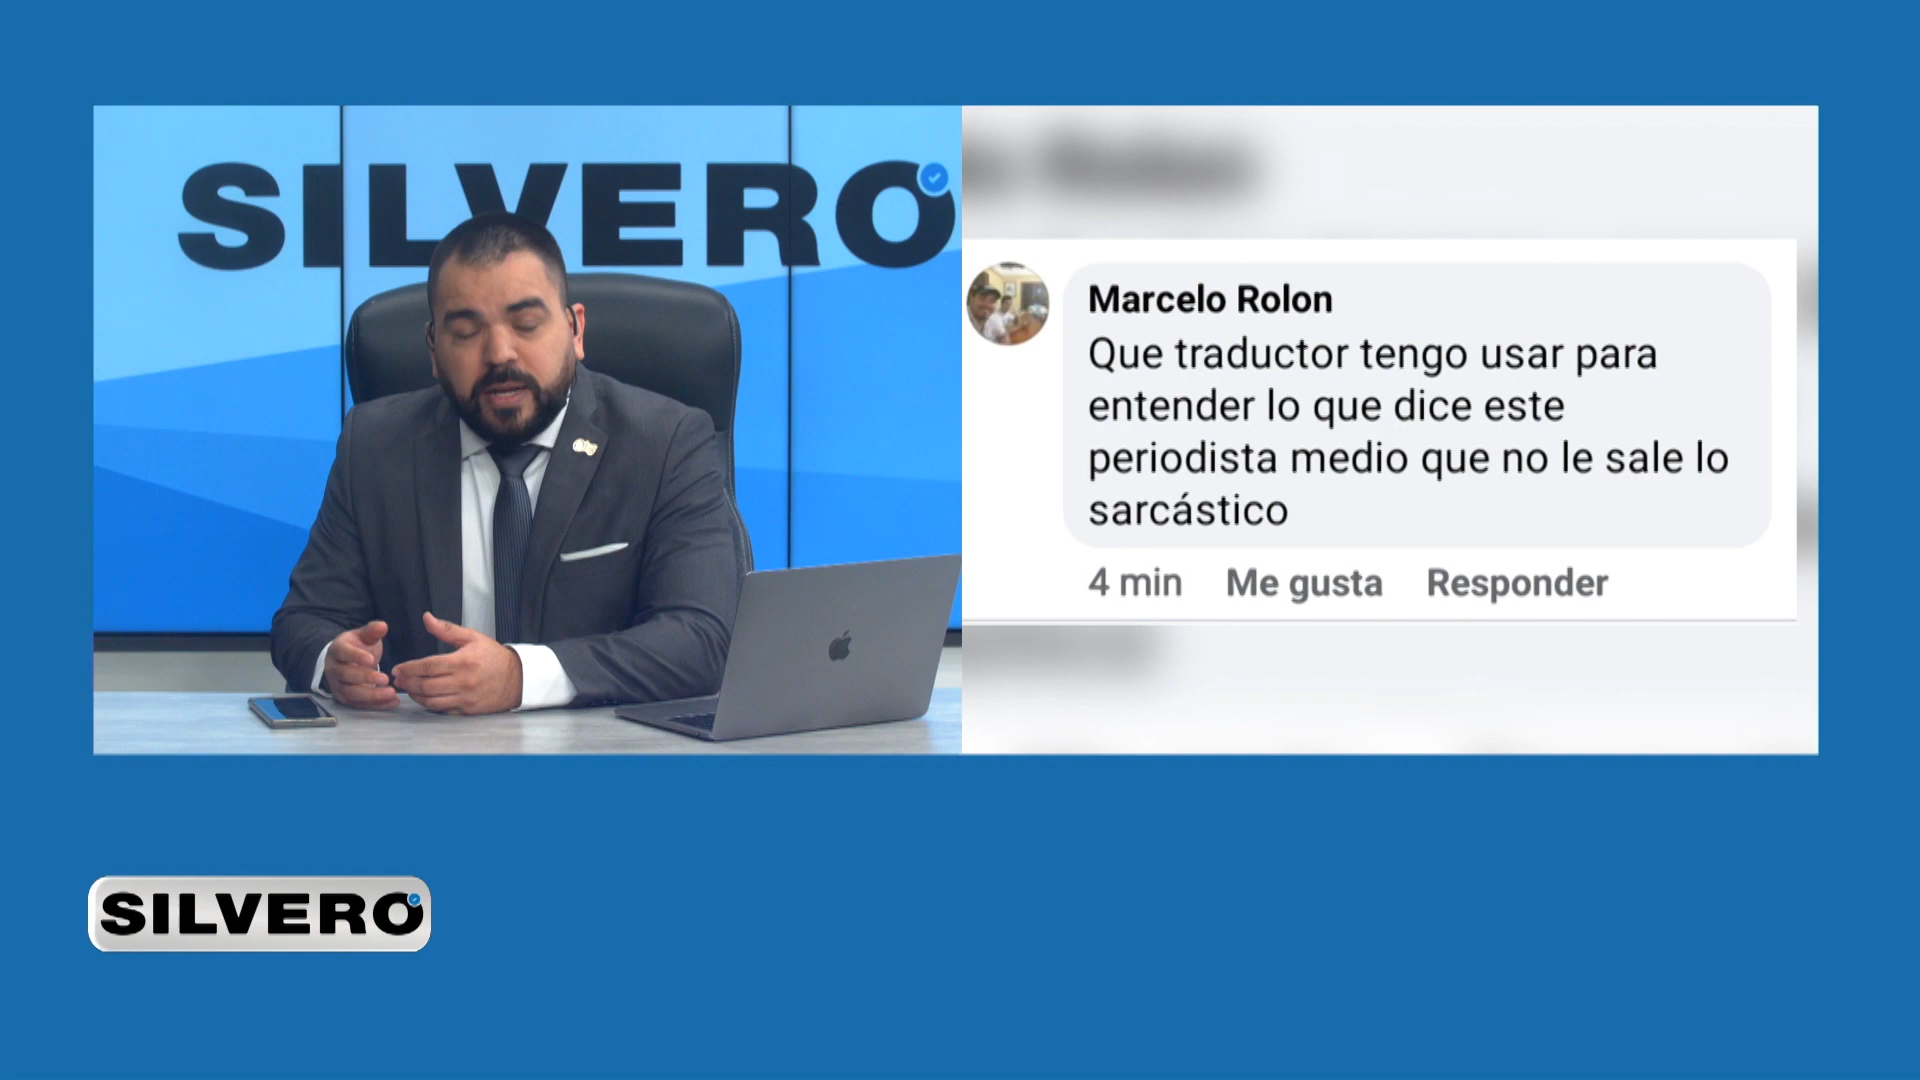 SILVERO
Marcelo Rolon
Que traductor tengo usar para
entender lo que dice este
periodista medio que no le sale lo
sarcástico
4 min Me gusta Responder
SILVERO